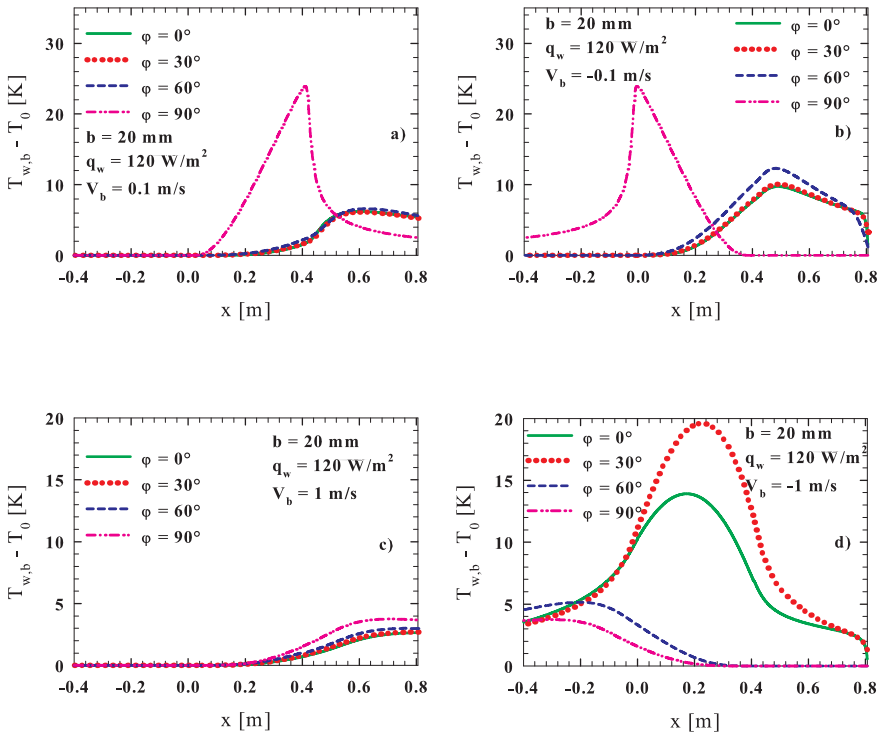 30
20
10
0
T_w,b - T_0 [K]
φ = 0°
φ = 30°
φ = 60°
φ = 90°
b = 20 mm
q_w = 120 W/m²
V_b = 0.1 m/s
a)
-0.4 -0.2 0.0 0.2 0.4 0.6 0.8
x [m]
30
20
10
0
T_w,b - T_0 [K]
b = 20 mm
q_w = 120 W/m²
V_b = -0.1 m/s
φ = 0°
φ = 30°
φ = 60°
φ = 90°
b)
-0.4 -0.2 0.0 0.2 0.4 0.6 0.8
x [m]
20
15
10
5
0
T_w,b - T_0 [K]
φ = 0°
φ = 30°
φ = 60°
φ = 90°
b = 20 mm
q_w = 120 W/m²
V_b = 1 m/s
c)
-0.4 -0.2 0.0 0.2 0.4 0.6 0.8
x [m]
20
15
10
5
0
T_w,b - T_0 [K]
φ = 0°
φ = 30°
φ = 60°
φ = 90°
b = 20 mm
q_w = 120 W/m²
V_b = -1 m/s
d)
-0.4 -0.2 0.0 0.2 0.4 0.6 0.8
x [m]